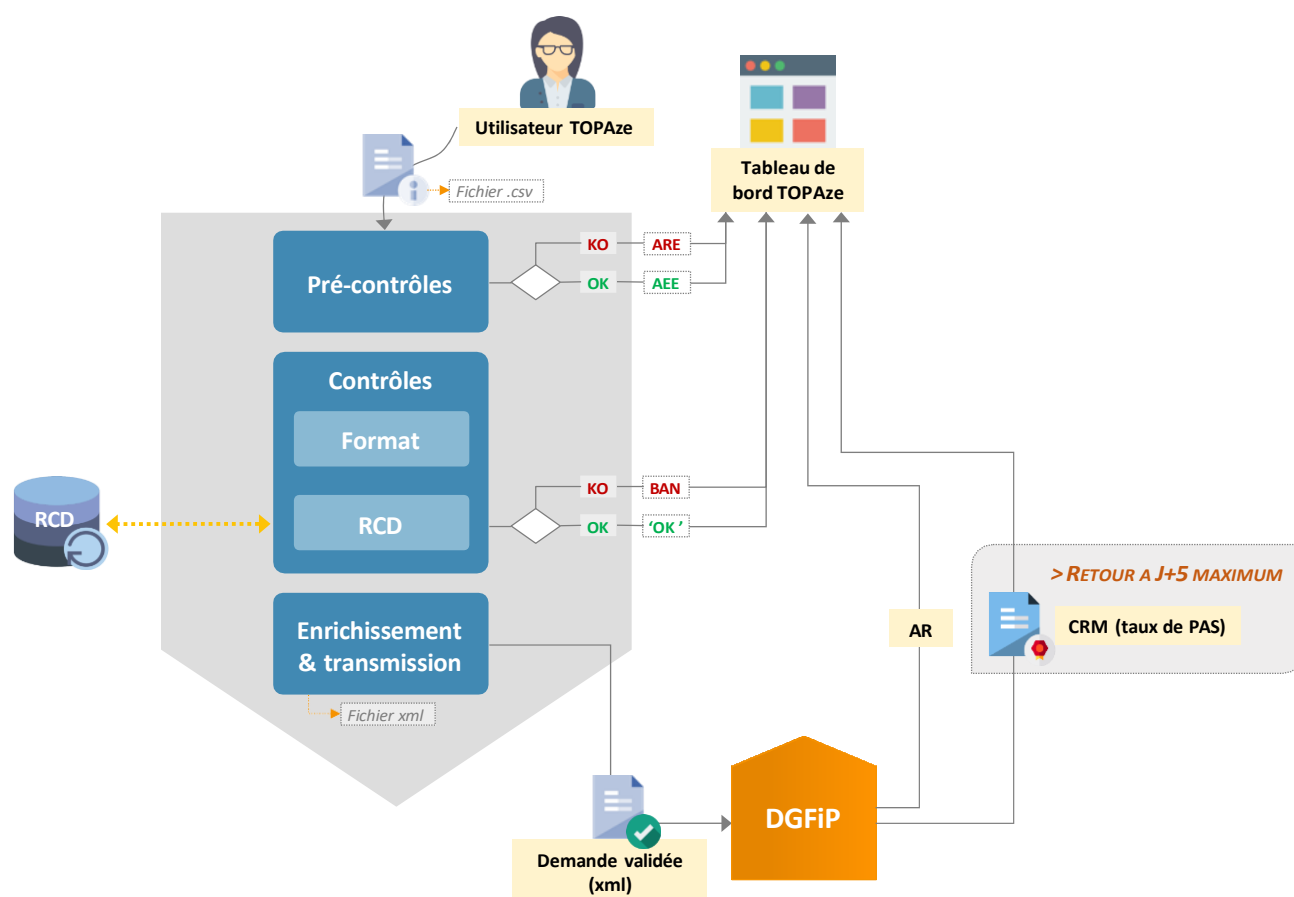 Utilisateur TOPAze
Fichier .csv
Tableau de
bord TOPAze
Pré-contrôles
KO
ARE
OK
AEE
Contrôles
Format
RCD
RCD
KO
BAN
OK
‘OK ’
Enrichissement
& transmission
Fichier xml
> RETOUR A J+5 MAXIMUM
CRM (taux de PAS)
AR
DGFiP
Demande validée
(xml)